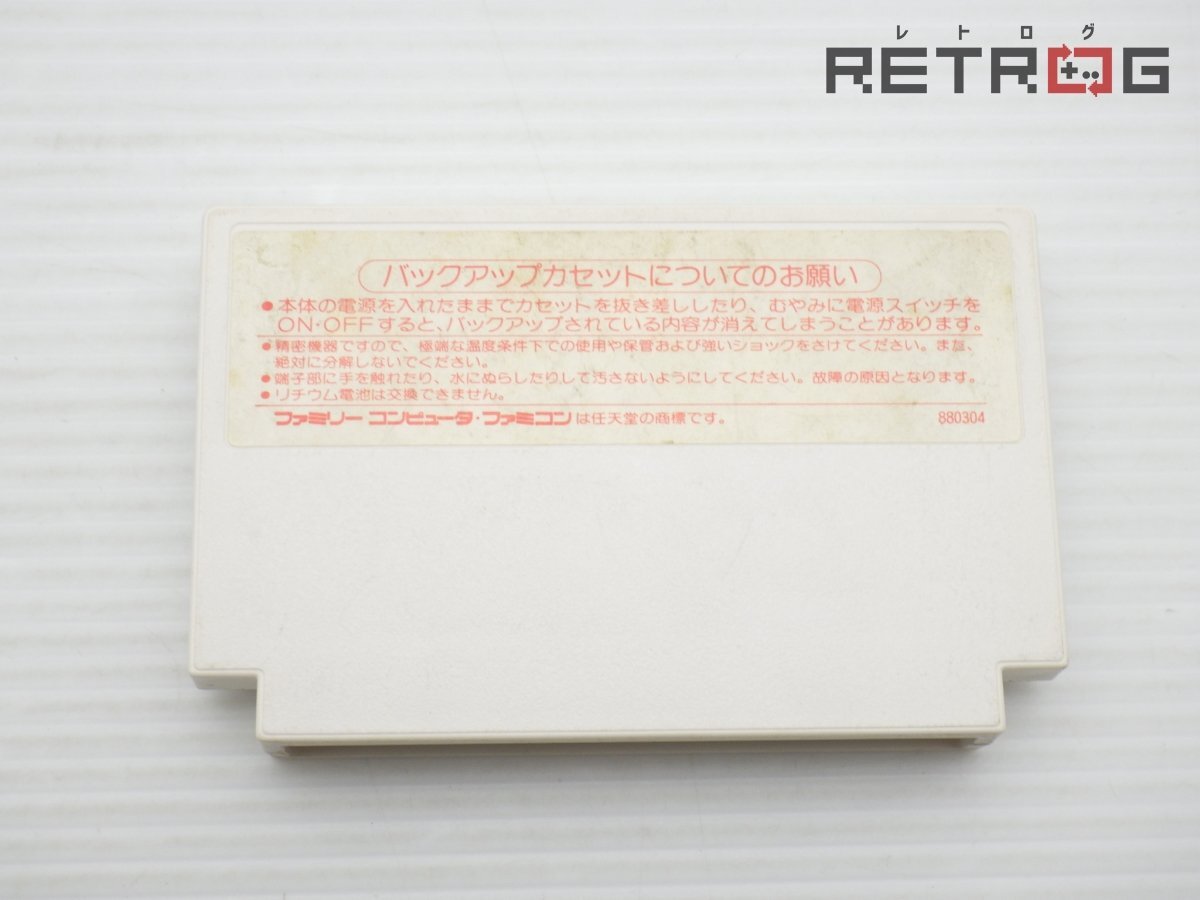 レトログ
RETROG
バックアップカセットについてのお願い
●本体の電源を入れたままでカセットを抜き差ししたり、むやみに電源スイッチを
ON・OFFすると、バックアップされている内容が消えてしまうことがあります。
●精密機器ですので、極端な温度条件下での使用や保管および強いショックをさけてください。また、
絶対に分解しないでください。
●端子部に手を触れたり、水にぬらしたりして汚さないようにしてください。故障の原因となります。
●リチウム電池は交換できません。
ファミリー コンピュータ・ファミコンは任天堂の商標です。 880304